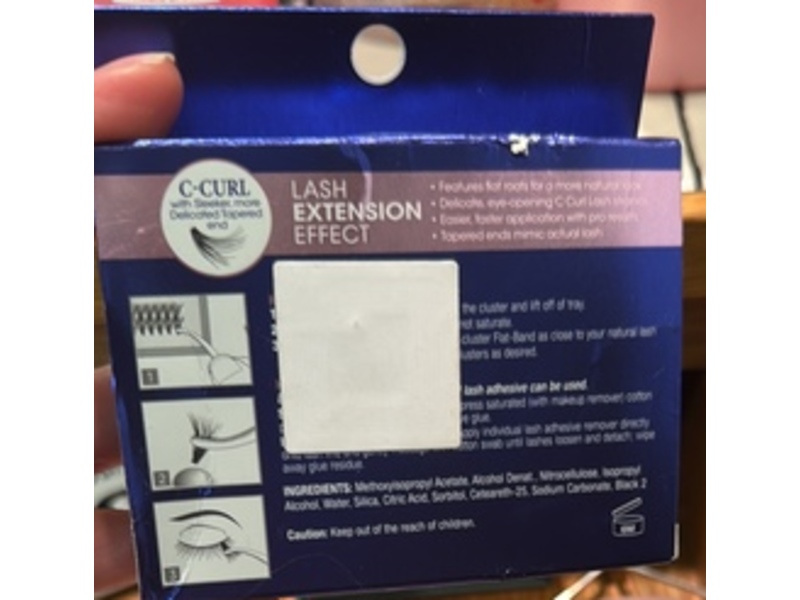 C-CURL
with Sleeker, more
Delicated Tapered
end
LASH
EXTENSION
EFFECT
• Features flat roots for a more natural
• Delicate, eye-opening C Curl Lash
• Easier, faster application with pro results
• Tapered ends mimic actual lash
the cluster and lift off of tray.
not saturate.
cluster Flat-Band as close to your natural lash
as desired.
lash adhesive can be used.
saturated (with makeup remover) cotton
glue.
individual lash adhesive remover directly
swab until lashes loosen and detach; wipe
away glue residue.
INGREDIENTS: Methoxyisopropyl Acetate, Alcohol Denat., Nitrocellulose, Isopropyl
Alcohol, Water, Silica, Citric Acid, Sorbitol, Ceteareth-25, Sodium Carbonate, Black 2
Caution: Keep out of the reach of children.
1
2
3